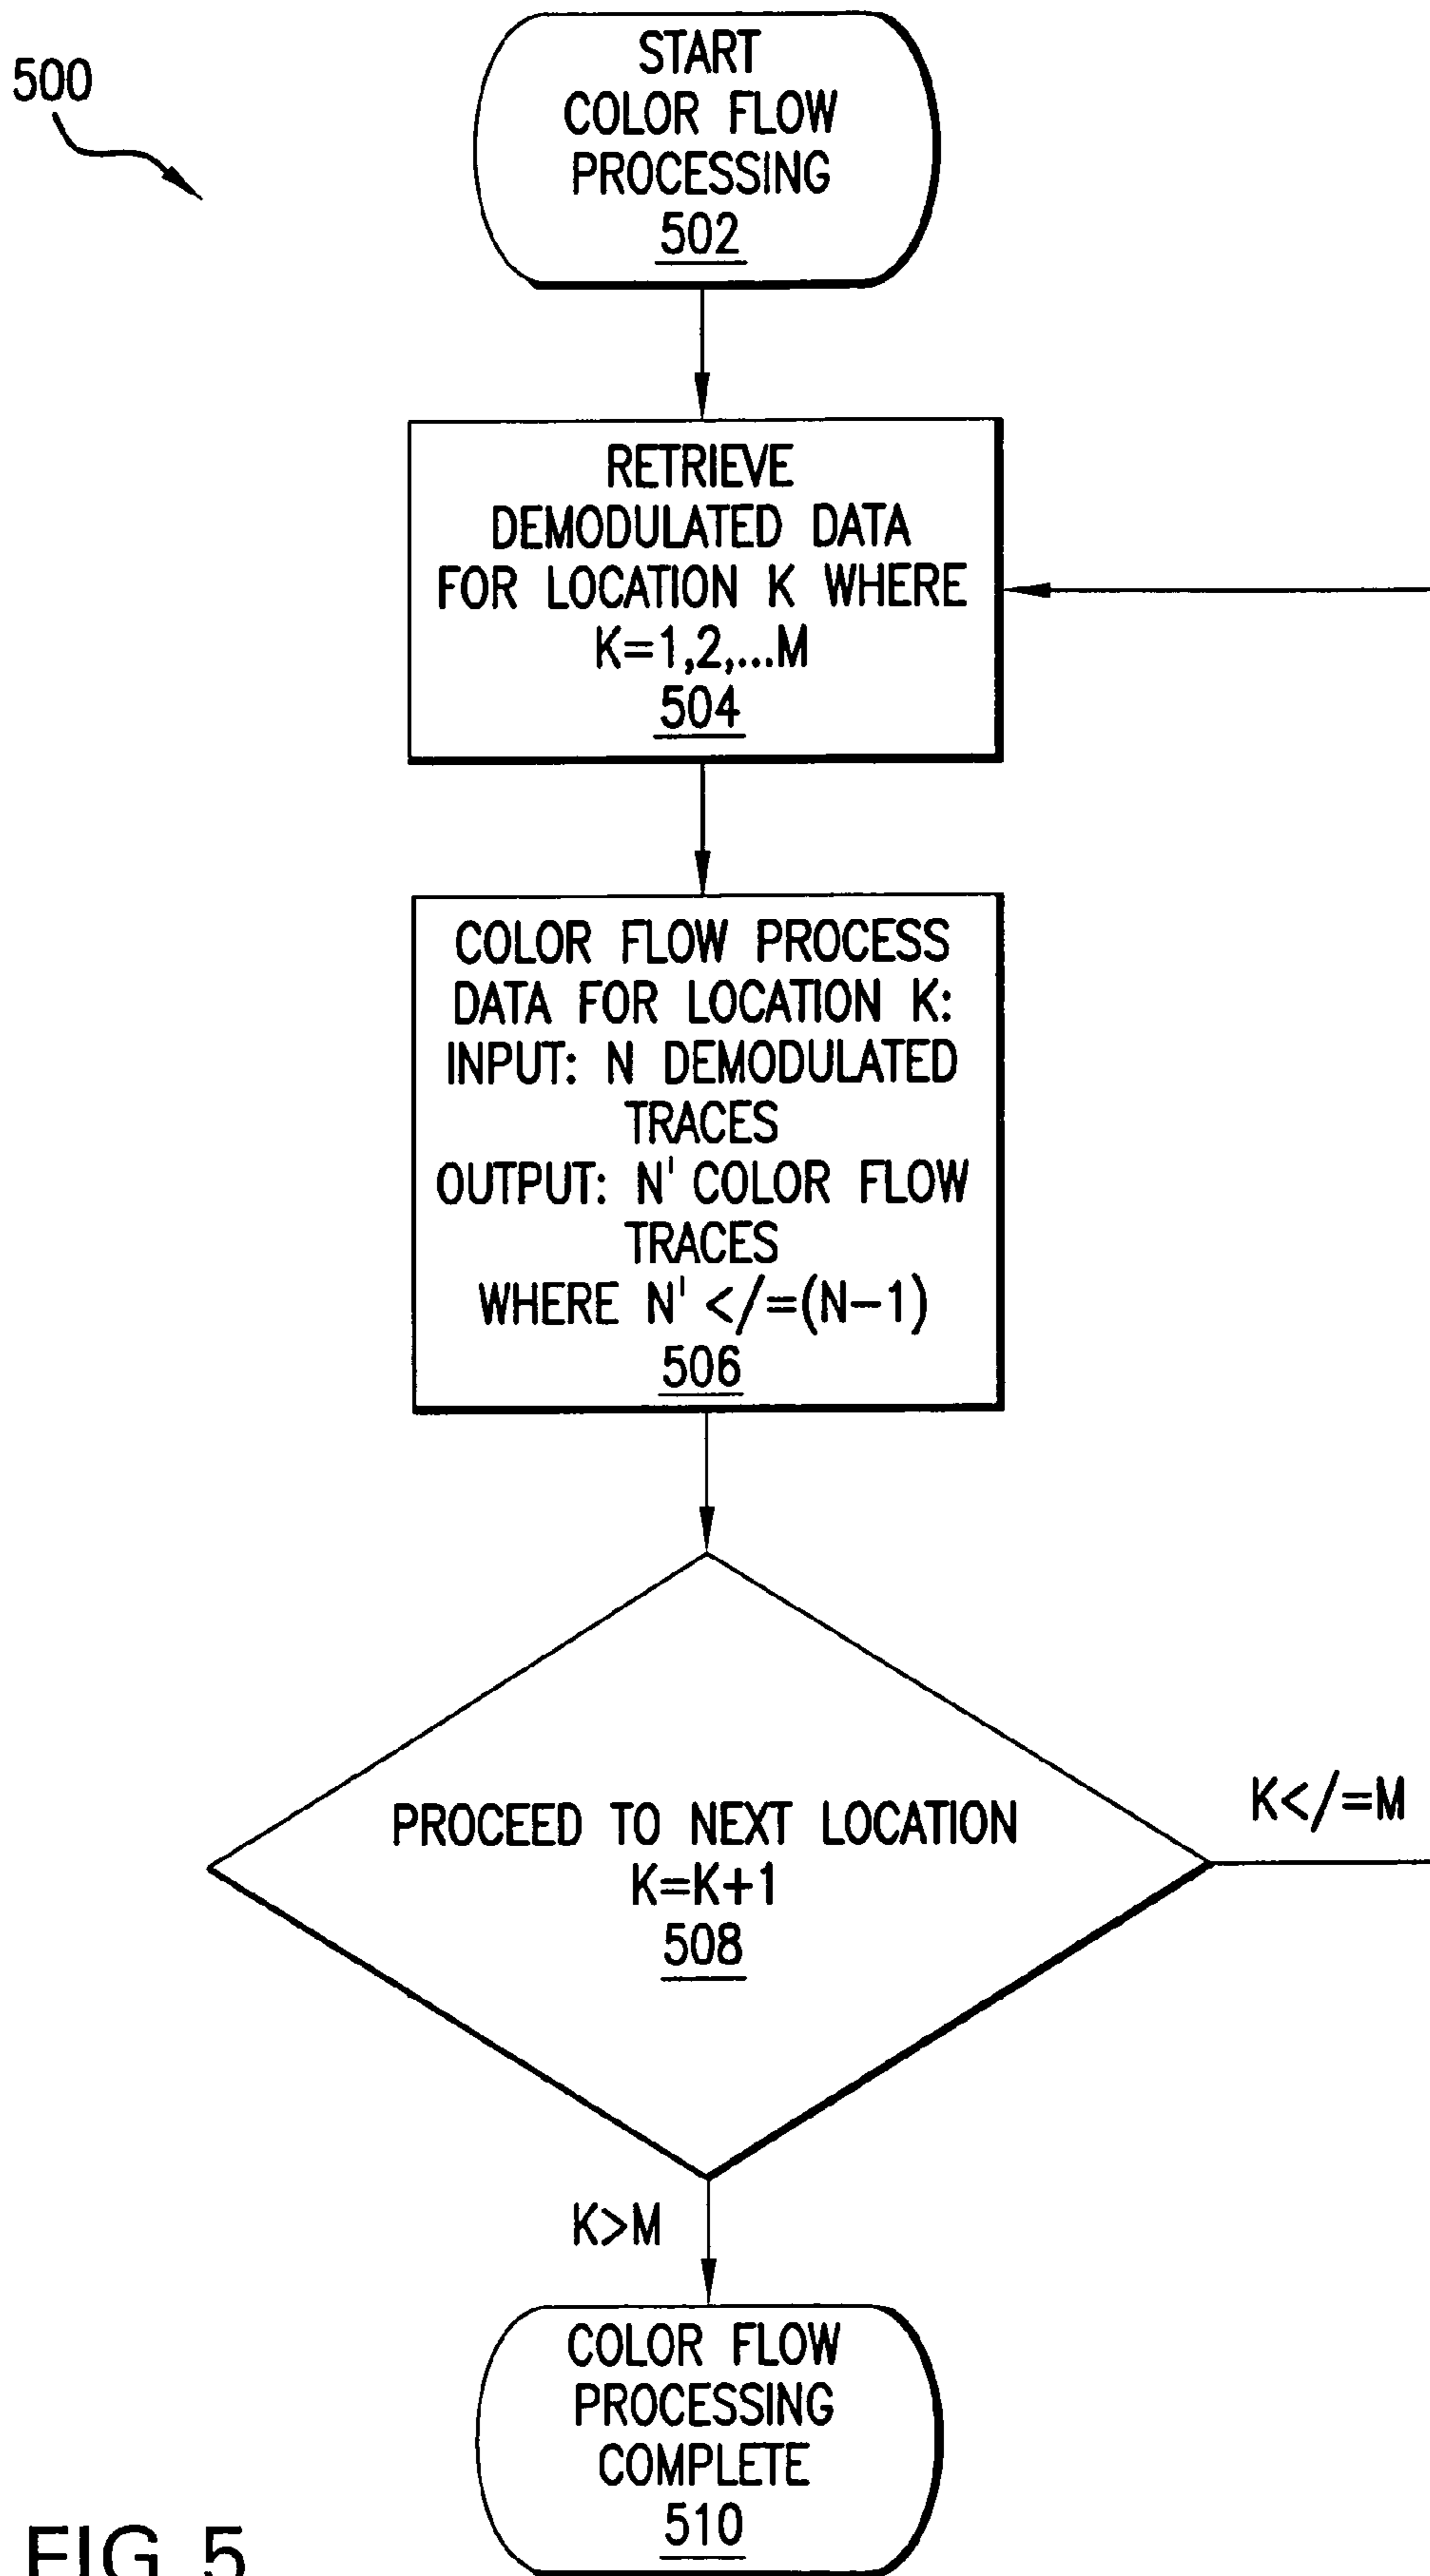 500
START
COLOR FLOW
PROCESSING
502
RETRIEVE
DEMODULATED DATA
FOR LOCATION K WHERE
K=1,2,...M
504
COLOR FLOW PROCESS
DATA FOR LOCATION K:
INPUT: N DEMODULATED
TRACES
OUTPUT: N' COLOR FLOW
TRACES
WHERE N' </=(N-1)
506
PROCEED TO NEXT LOCATION
K=K+1
508
K</=M
K>M
COLOR FLOW
PROCESSING
COMPLETE
510
FIG 5